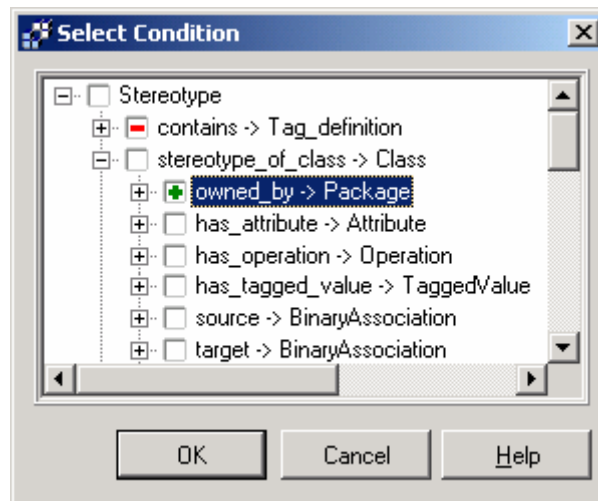 Select Condition
Stereotype
contains -> Tag_definition
stereotype_of_class -> Class
owned_by -> Package
has_attribute -> Attribute
has_operation -> Operation
has_tagged_value -> TaggedValue
source -> BinaryAssociation
target -> BinaryAssociation
OK Cancel Help